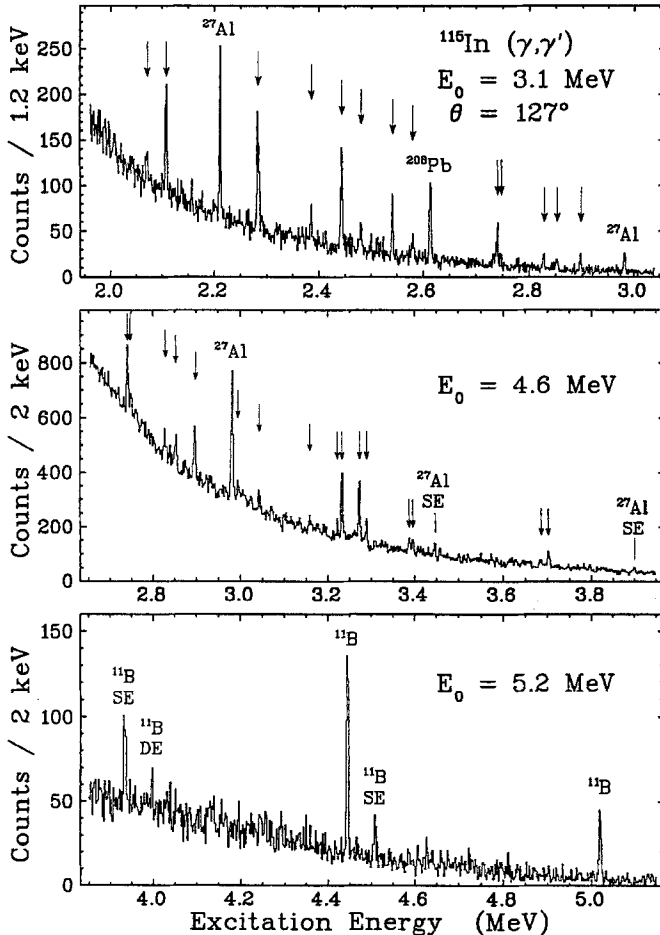 ¹¹⁵In (γ,γ')
E₀ = 3.1 MeV
θ = 127°
²⁷Al
²⁰⁸Pb
²⁷Al
Counts / 1.2 keV
250
200
150
100
50
0
2.0 2.2 2.4 2.6 2.8 3.0
E₀ = 4.6 MeV
²⁷Al
²⁷Al
SE
²⁷Al
SE
Counts / 2 keV
800
600
400
200
0
2.8 3.0 3.2 3.4 3.6 3.8
E₀ = 5.2 MeV
¹¹B
SE
¹¹B
DE
¹¹B
¹¹B
SE
¹¹B
Counts / 2 keV
150
100
50
0
4.0 4.2 4.4 4.6 4.8 5.0
Excitation Energy (MeV)